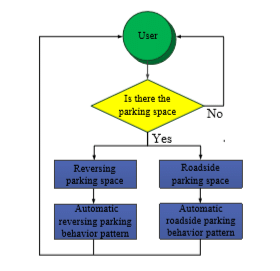 User
Is there the
parking space
No
Yes
Reversing
parking space
Roadside
parking space
Automatic
reversing parking
behavior pattern
Automatic
roadside parking
behavior pattern